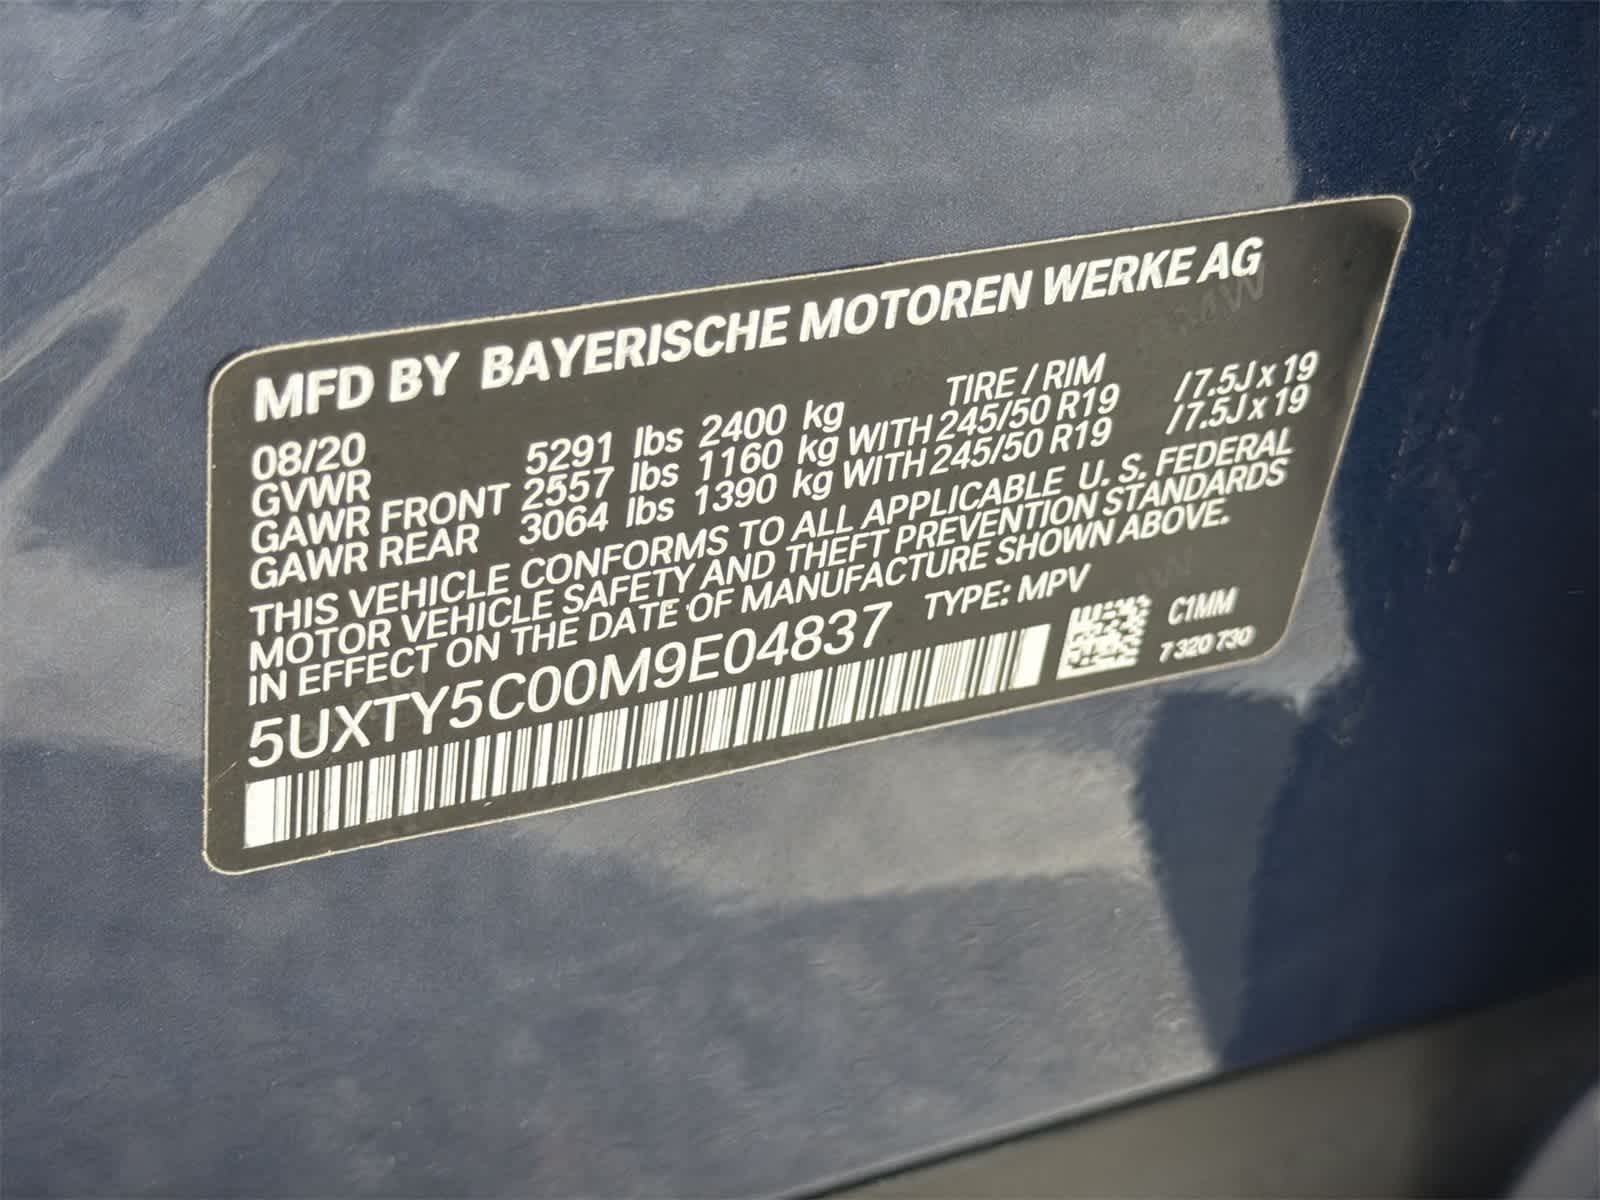 MFD BY BAYERISCHE MOTOREN WERKE AG
08/20 TIRE / RIM
GVWR 5291 lbs 2400 kg
GAWR FRONT 2557 lbs 1160 kg WITH 245/50 R19 /7.5J x 19
GAWR REAR 3064 lbs 1390 kg WITH 245/50 R19 /7.5J x 19
THIS VEHICLE CONFORMS TO ALL APPLICABLE U. S. FEDERAL
MOTOR VEHICLE SAFETY AND THEFT PREVENTION STANDARDS
IN EFFECT ON THE DATE OF MANUFACTURE SHOWN ABOVE.
5UXTY5C00M9E04837 TYPE: MPV
C1MM
7 320 730